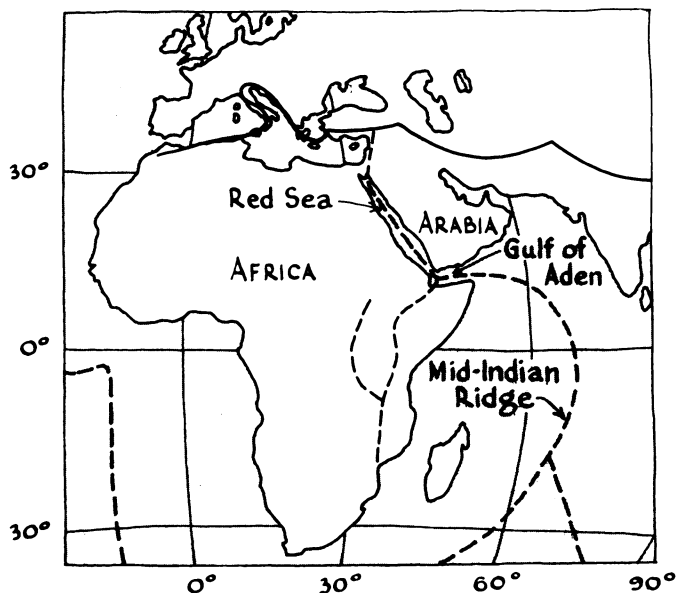 30°
Red Sea
ARABIA
Gulf of
Aden
AFRICA
0°
Mid-Indian
Ridge
30°
0°
30°
60°
90°